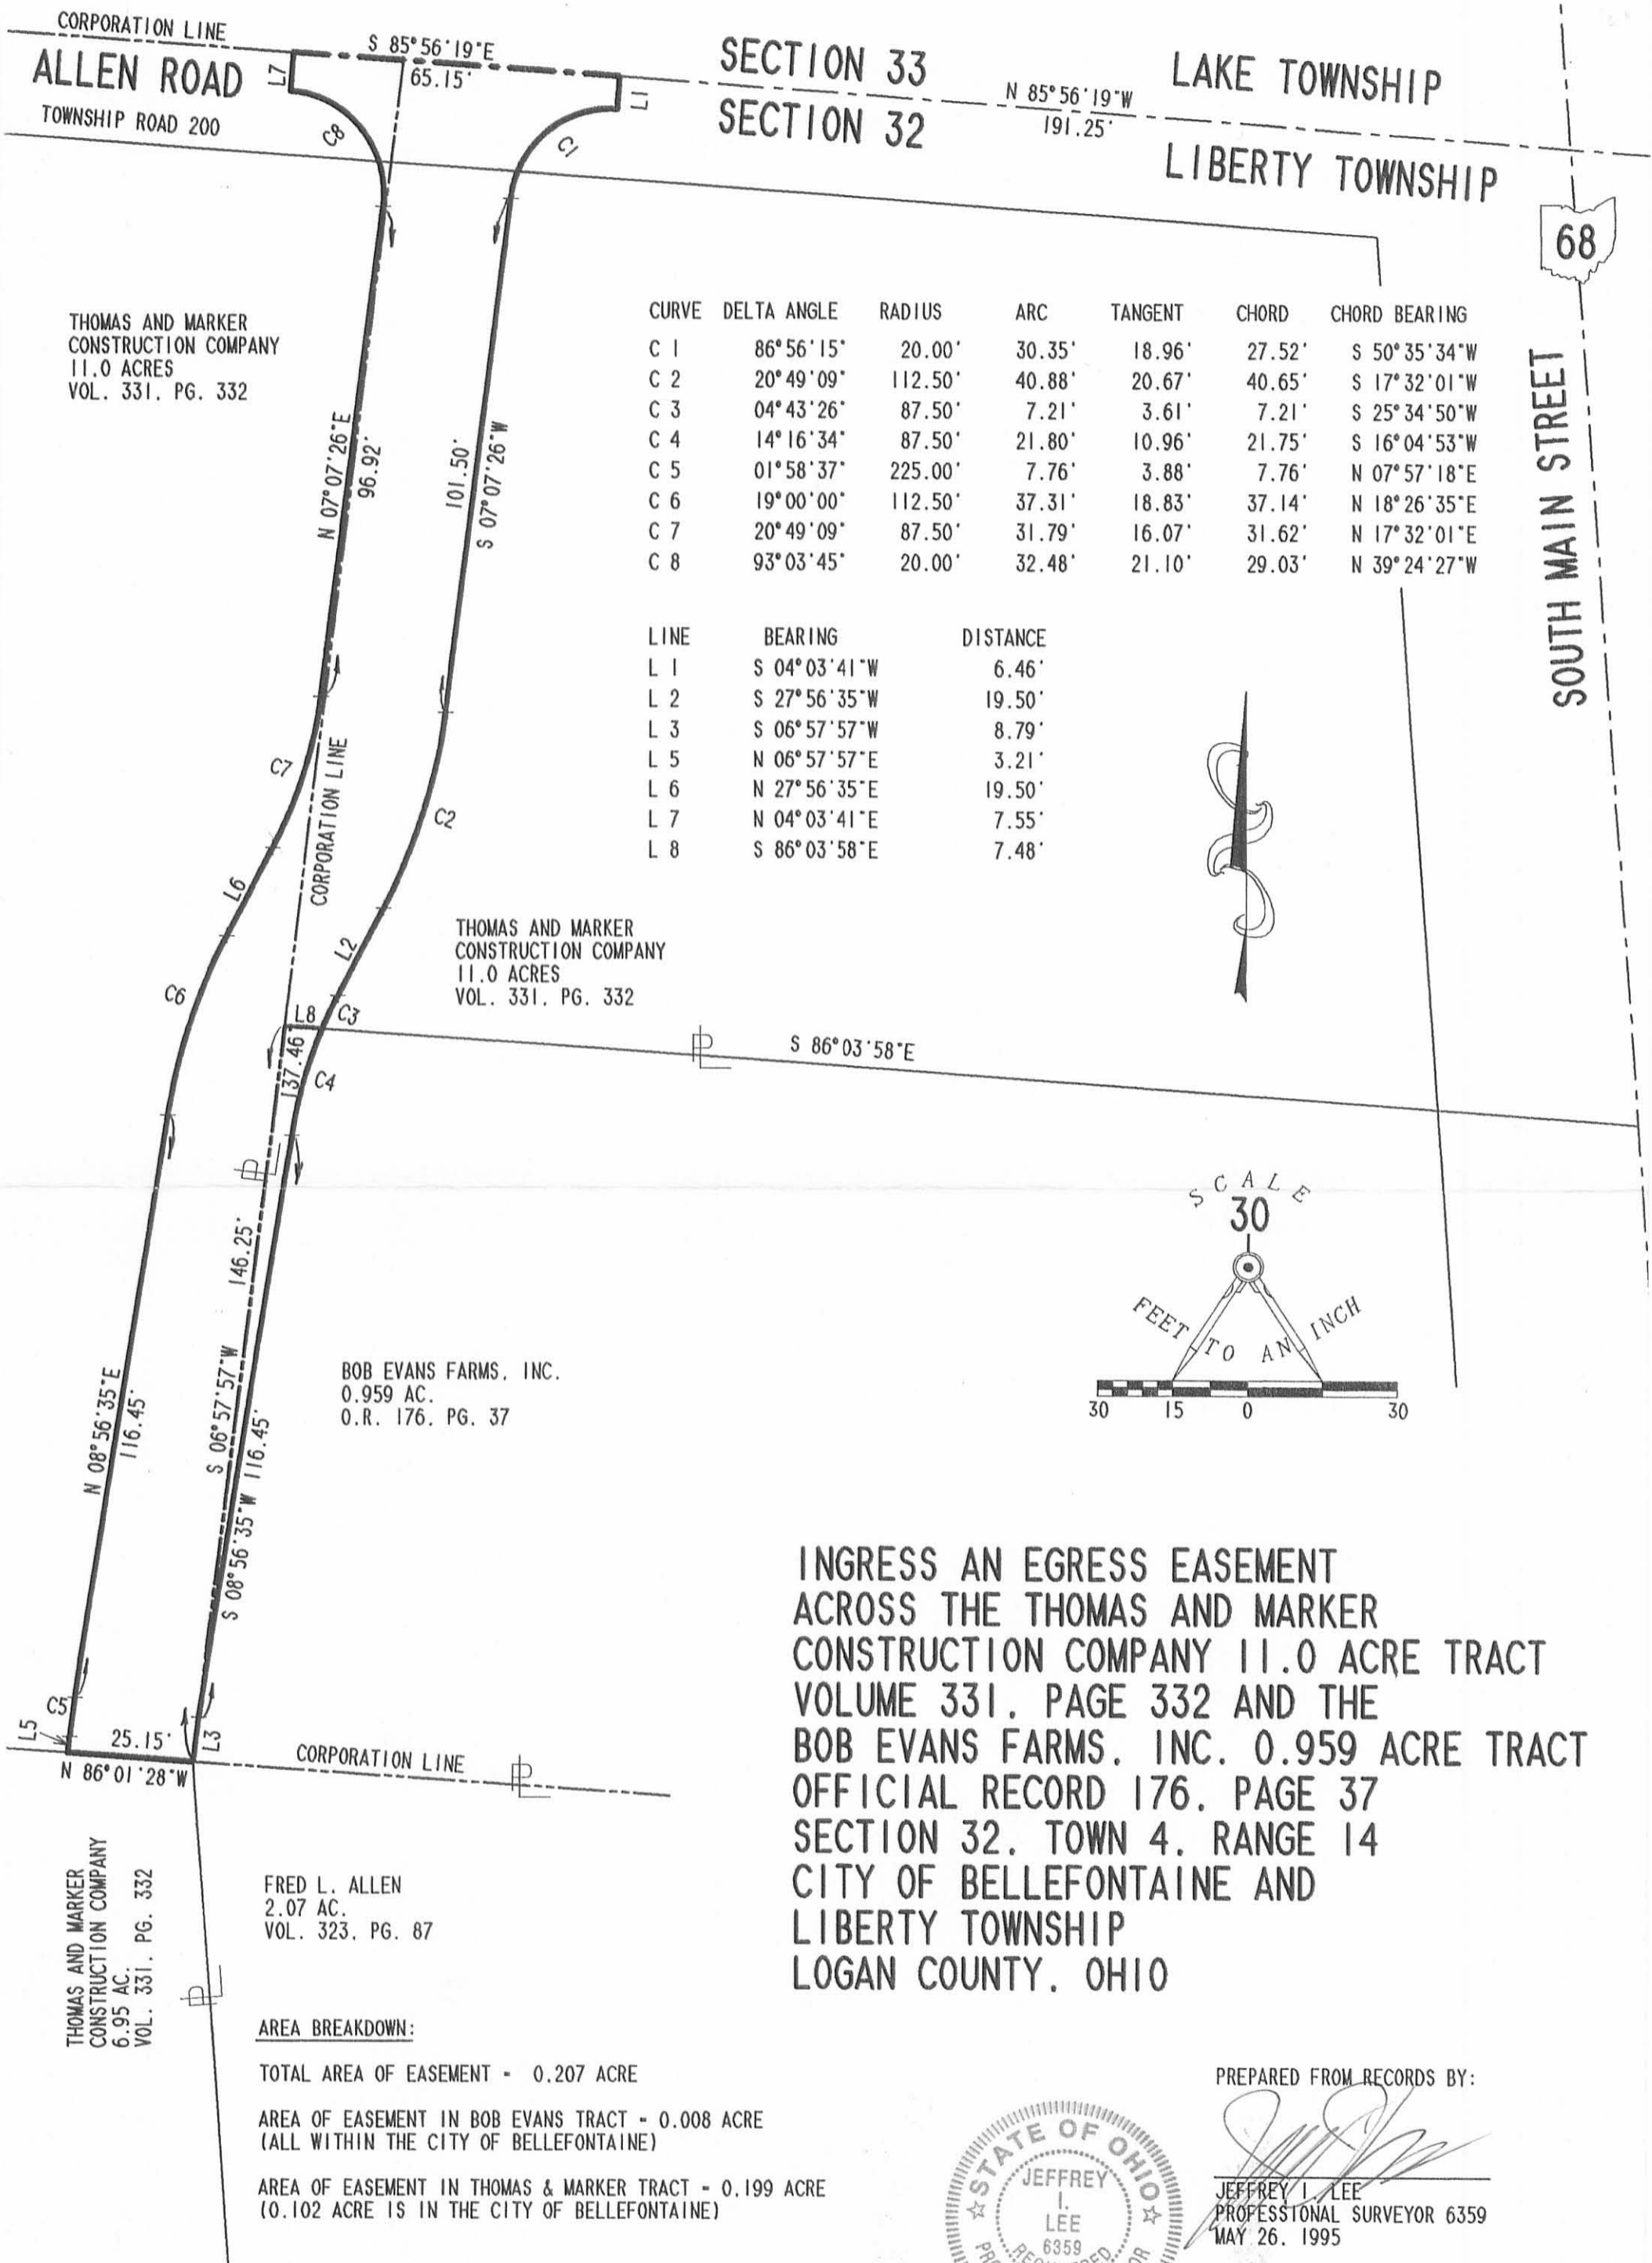 CORPORATION LINE
ALLEN ROAD
TOWNSHIP ROAD 200
L7
S 85°56'19"E
65.15'
L1
C8
C1
SECTION 33
SECTION 32
N 85°56'19"W
191.25'
LAKE TOWNSHIP
LIBERTY TOWNSHIP
68
SOUTH MAIN STREET
THOMAS AND MARKER
CONSTRUCTION COMPANY
11.0 ACRES
VOL. 331. PG. 332
N 07°07'26"E
96.92'
101.50'
S 07°07'26"W
CURVE DELTA ANGLE RADIUS ARC TANGENT CHORD CHORD BEARING
C 1 86°56'15" 20.00' 30.35' 18.96' 27.52' S 50°35'34"W
C 2 20°49'09" 112.50' 40.88' 20.67' 40.65' S 17°32'01"W
C 3 04°43'26" 87.50' 7.21' 3.61' 7.21' S 25°34'50"W
C 4 14°16'34" 87.50' 21.80' 10.96' 21.75' S 16°04'53"W
C 5 01°58'37" 225.00' 7.76' 3.88' 7.76' N 07°57'18"E
C 6 19°00'00" 112.50' 37.31' 18.83' 37.14' N 18°26'35"E
C 7 20°49'09" 87.50' 31.79' 16.07' 31.62' N 17°32'01"E
C 8 93°03'45" 20.00' 32.48' 21.10' 29.03' N 39°24'27"W
LINE BEARING DISTANCE
L 1 S 04°03'41"W 6.46'
L 2 S 27°56'35"W 19.50'
L 3 S 06°57'57"W 8.79'
L 5 N 06°57'57"E 3.21'
L 6 N 27°56'35"E 19.50'
L 7 N 04°03'41"E 7.55'
L 8 S 86°03'58"E 7.48'
C7
CORPORATION LINE
C2
L6
L2
C6
THOMAS AND MARKER
CONSTRUCTION COMPANY
11.0 ACRES
VOL. 331. PG. 332
L8
C3
137.46'
C4
PL
S 86°03'58"E
PL
SCALE
30
FEET TO AN INCH
30 15 0 30
146.25'
S 06°57'57"W
N 08°56'35"E
116.45'
S 08°56'35"W 116.45'
BOB EVANS FARMS. INC.
0.959 AC.
O.R. 176. PG. 37
C5
L5
25.15'
L3
N 86°01'28"W
CORPORATION LINE
PL
INGRESS AN EGRESS EASEMENT
ACROSS THE THOMAS AND MARKER
CONSTRUCTION COMPANY 11.0 ACRE TRACT
VOLUME 331. PAGE 332 AND THE
BOB EVANS FARMS. INC. 0.959 ACRE TRACT
OFFICIAL RECORD 176. PAGE 37
SECTION 32. TOWN 4. RANGE 14
CITY OF BELLEFONTAINE AND
LIBERTY TOWNSHIP
LOGAN COUNTY. OHIO
THOMAS AND MARKER
CONSTRUCTION COMPANY
6.95 AC.
VOL. 331. PG. 332
FRED L. ALLEN
2.07 AC.
VOL. 323. PG. 87
PL
AREA BREAKDOWN:
TOTAL AREA OF EASEMENT - 0.207 ACRE
AREA OF EASEMENT IN BOB EVANS TRACT - 0.008 ACRE
(ALL WITHIN THE CITY OF BELLEFONTAINE)
AREA OF EASEMENT IN THOMAS & MARKER TRACT - 0.199 ACRE
(0.102 ACRE IS IN THE CITY OF BELLEFONTAINE)
STATE OF OHIO
JEFFREY
I.
LEE
6359
PREPARED FROM RECORDS BY:
JEFFREY I. LEE
PROFESSIONAL SURVEYOR 6359
MAY 26. 1995